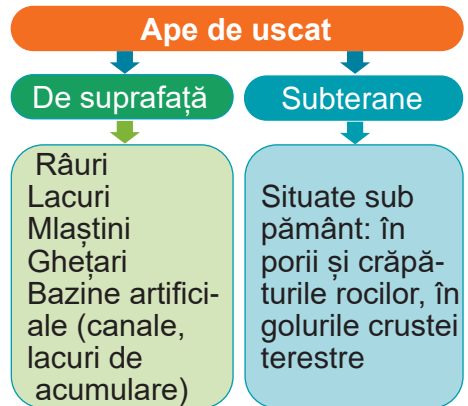 Ape de uscat
De suprafață
Subterane
Râuri
Lacuri
Mlaștini
Ghețari
Bazine artifici-
ale (canale,
lacuri de
acumulare)
Situate sub
pământ: în
porii și crăpă-
turile rocilor, în
golurile crustei
terestre